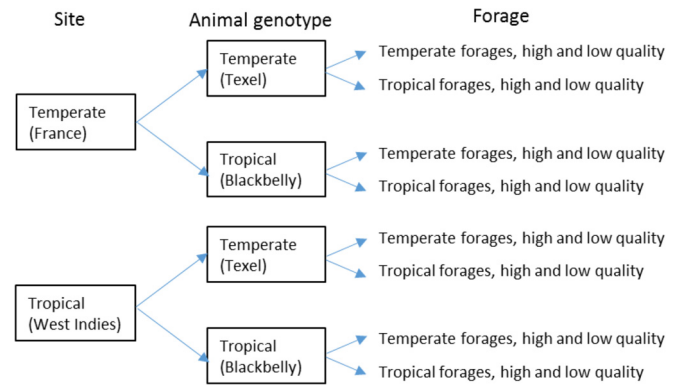 Site Animal genotype Forage
Temperate
(France)
Temperate
(Texel)
Temperate forages, high and low quality
Tropical forages, high and low quality
Tropical
(Blackbelly)
Temperate forages, high and low quality
Tropical forages, high and low quality
Tropical
(West Indies)
Temperate
(Texel)
Temperate forages, high and low quality
Tropical forages, high and low quality
Tropical
(Blackbelly)
Temperate forages, high and low quality
Tropical forages, high and low quality